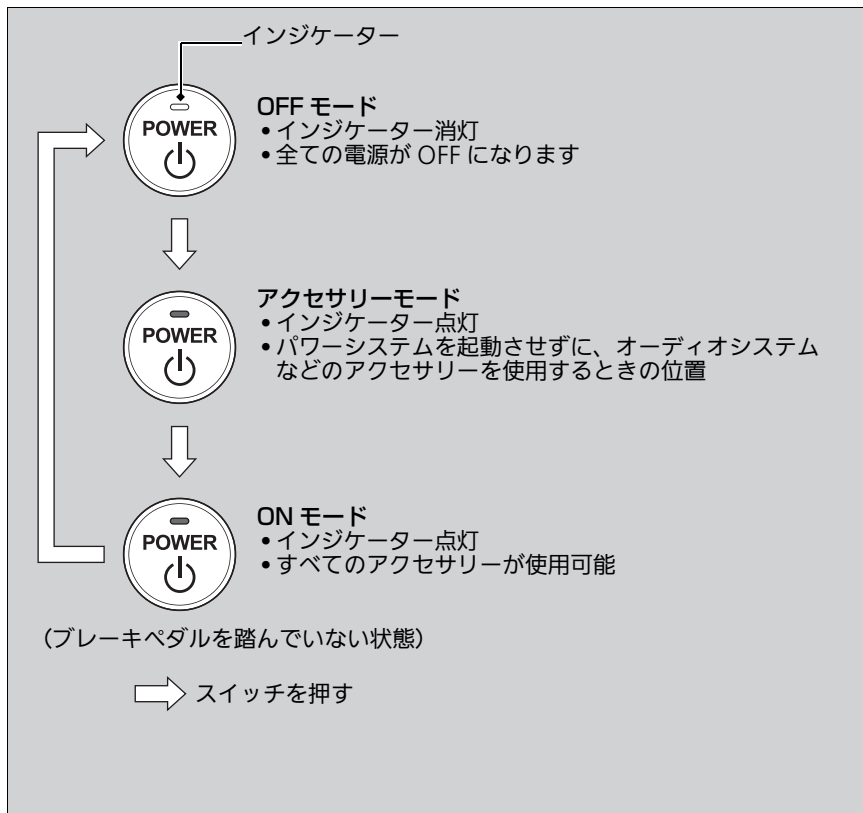 インジケーター
POWER
OFF モード
•インジケーター消灯
•全ての電源が OFF になります
POWER
アクセサリーモード
•インジケーター点灯
•パワーシステムを起動させずに、オーディオシステム
などのアクセサリーを使用するときの位置
POWER
ON モード
•インジケーター点灯
•すべてのアクセサリーが使用可能
(ブレーキペダルを踏んでいない状態)
スイッチを押す